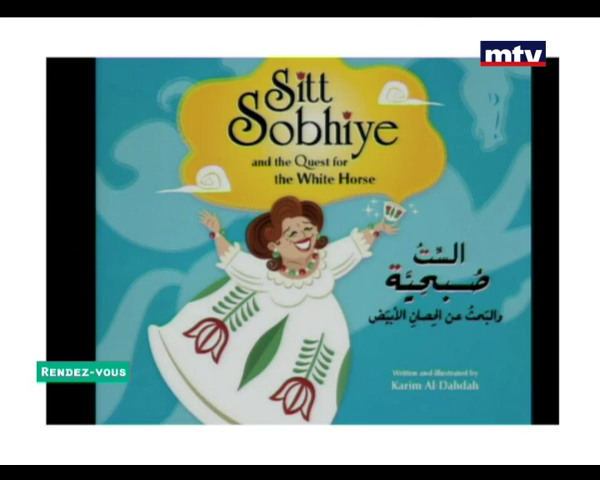 mtv
Sitt
Sobhiye
and the Quest for
the White Horse
السّتُ
صُبحِيَّة
والبَحثُ عن الحِصانِ الأبيَض
Written and illustrated by
Karim Al-Dahdah
RENDEZ-VOUS